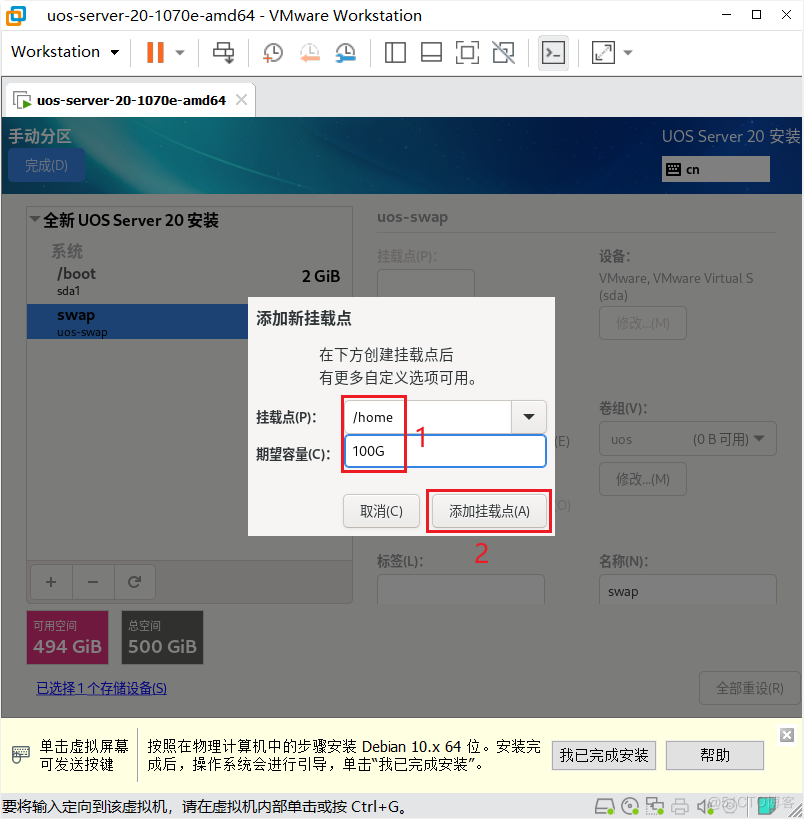 uos-server-20-1070e-amd64 - VMware Workstation
Workstation
uos-server-20-1070e-amd64
手动分区
UOS Server 20 安装
完成(D)
cn
全新 UOS Server 20 安装
系统
/boot
2 GiB
sda1
swap
uos-swap
uos-swap
挂载点(P):
设备:
VMware, VMware Virtual S
(sda)
修改...(M)
添加新挂载点
在下方创建挂载点后
有更多自定义选项可用。
挂载点(P):
/home
1
期望容量(C):
100G
取消(C)
添加挂载点(A)
2
卷组(V):
(E)
uos
(0 B 可用)
修改...(M)
(O)
标签(L):
名称(N):
swap
可用空间
494 GiB
总空间
500 GiB
已选择 1 个存储设备(S)
全部重设(R)
单击虚拟屏幕
可发送按键
按照在物理计算机中的步骤安装 Debian 10.x 64 位。安装完
成后，操作系统会进行引导，单击“我已完成安装”。
我已完成安装
帮助
要将输入定向到该虚拟机，请在虚拟机内部单击或按 Ctrl+G。
@51CTO博客